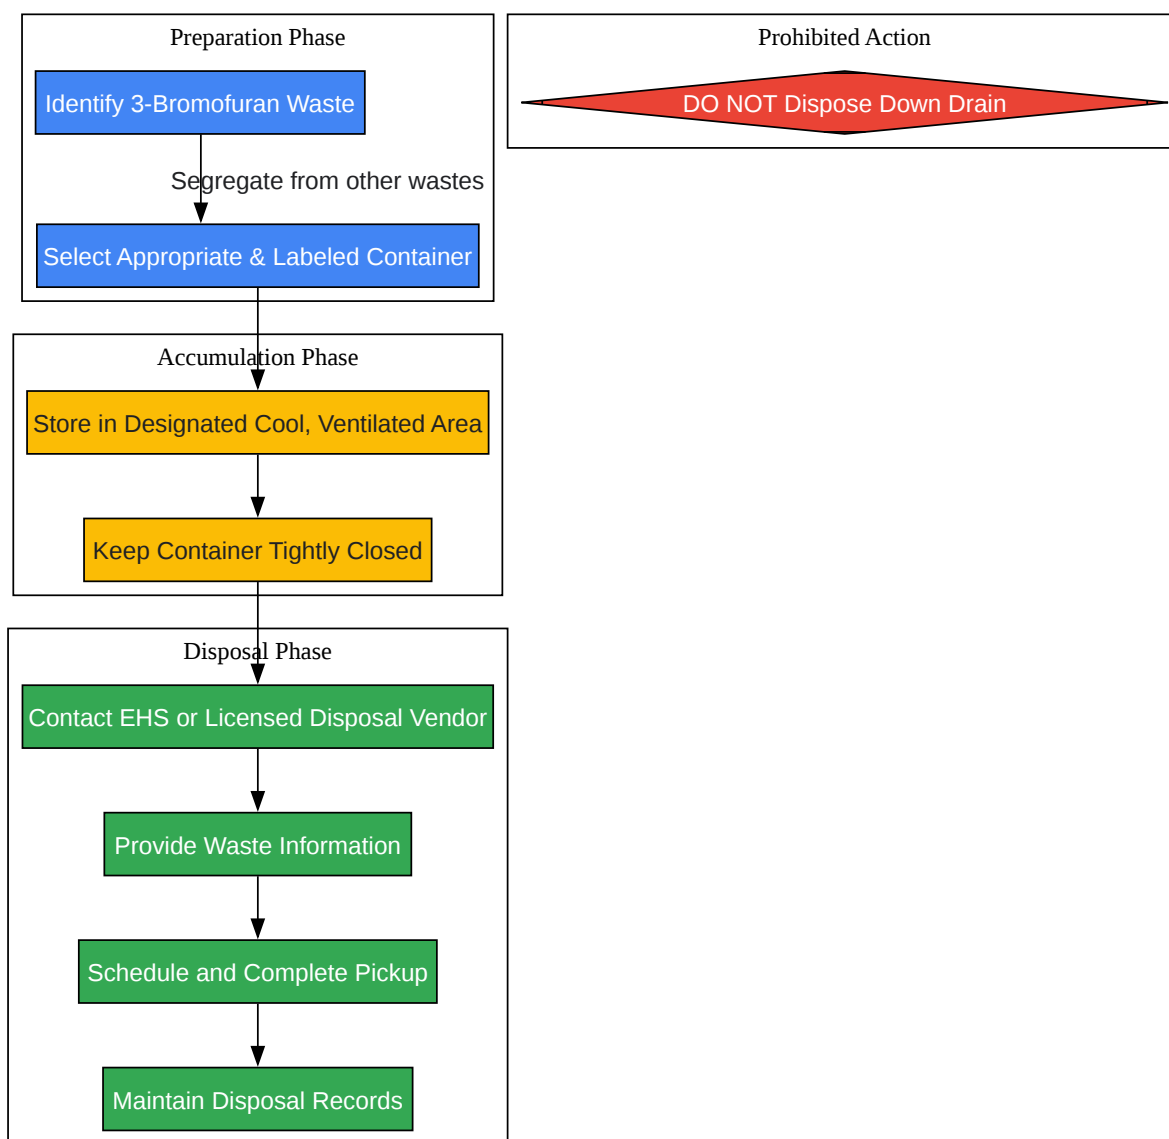 Preparation Phase
Identify 3-Bromofuran Waste
Segregate from other wastes
Select Appropriate & Labeled Container
Prohibited Action
DO NOT Dispose Down Drain
Accumulation Phase
Store in Designated Cool, Ventilated Area
Keep Container Tightly Closed
Disposal Phase
Contact EHS or Licensed Disposal Vendor
Provide Waste Information
Schedule and Complete Pickup
Maintain Disposal Records